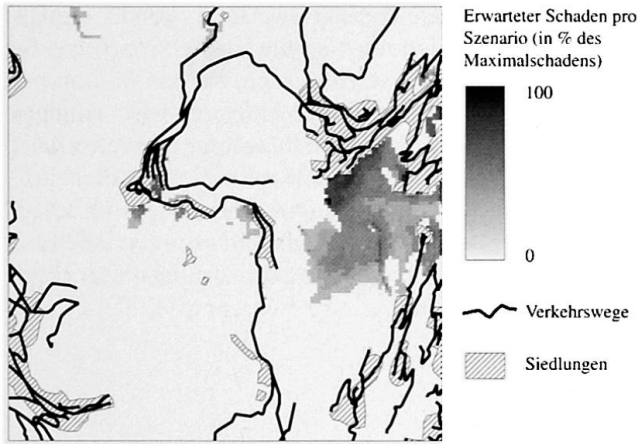 Erwarteter Schaden pro
Szenario (in % des
Maximalschadens)
100
0
Verkehrswege
Siedlungen